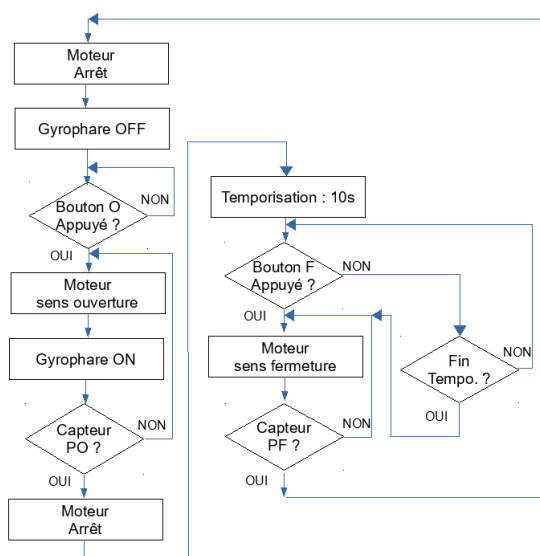 Moteur
Arrêt
Gyrophare OFF
Bouton O
Appuyé ?
NON
OUI
Moteur
sens ouverture
Gyrophare ON
Capteur
PO ?
NON
OUI
Moteur
Arrêt
Temporisation : 10s
Bouton F
Appuyé ?
NON
OUI
Moteur
sens fermeture
Fin
Tempo. ?
NON
OUI
Capteur
PF ?
NON
OUI